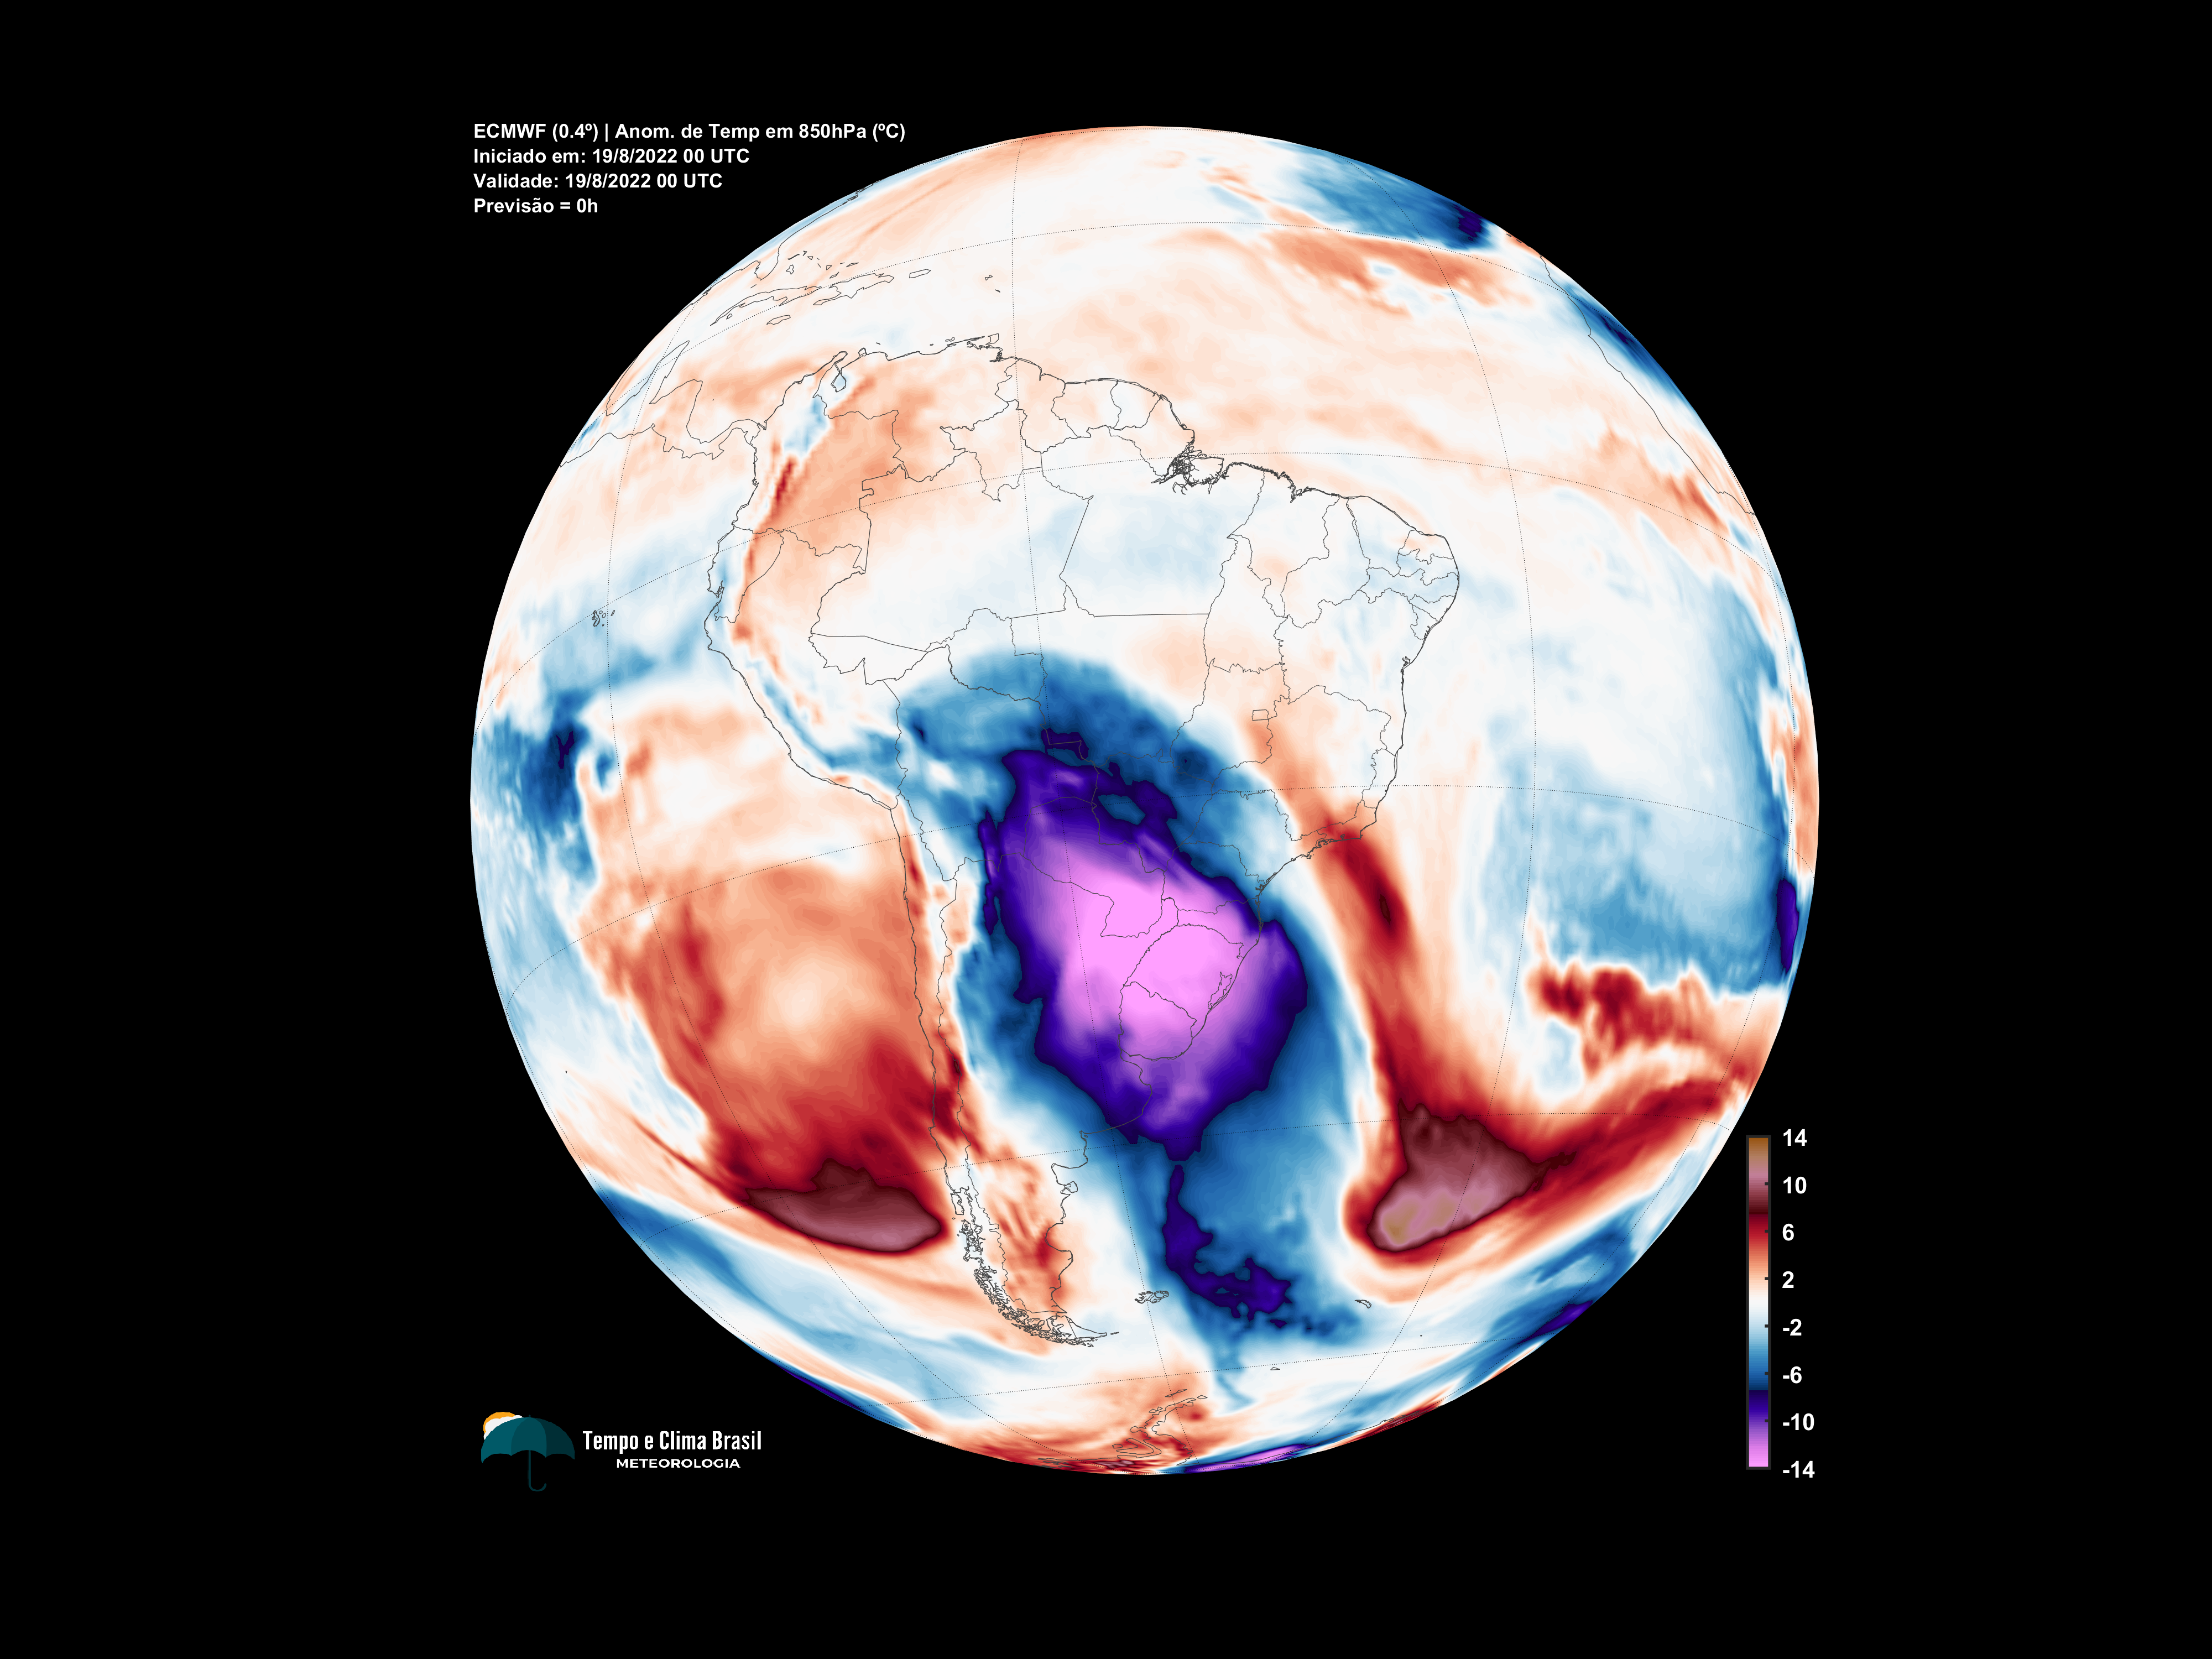 ECMWF (0.4º) | Anom. de Temp em 850hPa (ºC)
Iniciado em: 19/8/2022 00 UTC
Validade: 19/8/2022 00 UTC
Previsão = 0h
14
10
6
2
-2
-6
-10
-14
Tempo e Clima Brasil
METEOROLOGIA